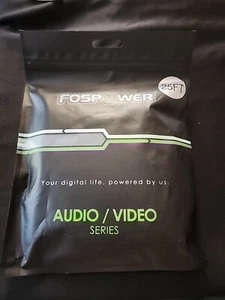 25FT
FOSPOWER
Your digital life, powered by us.
AUDIO / VIDEO
SERIES